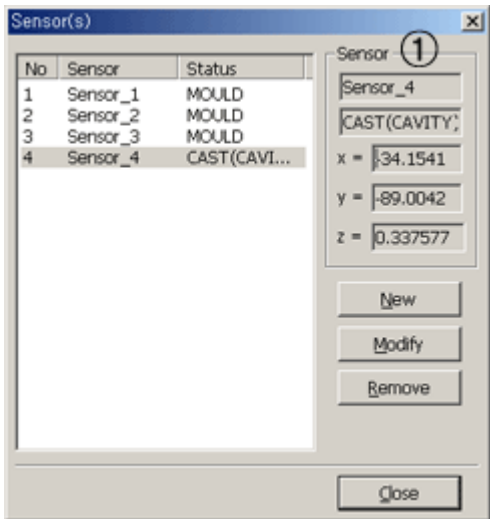 Sensor(s)
No Sensor Status
1 Sensor_1 MOULD
2 Sensor_2 MOULD
3 Sensor_3 MOULD
4 Sensor_4 CAST(CAVI...
Sensor ①
Sensor_4
CAST(CAVITY)
x = -34.1541
y = -89.0042
z = 0.337577
New
Modify
Remove
Close